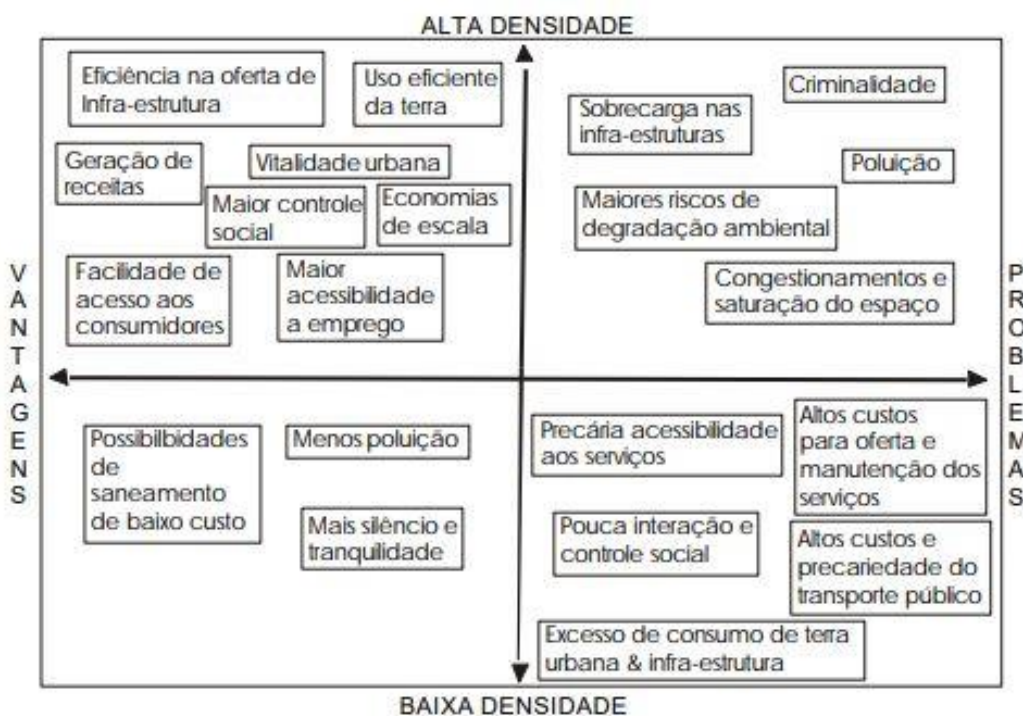 ALTA DENSIDADE
Eficiência na oferta de
Infra-estrutura
Uso eficiente
da terra
Geração de
receitas
Vitalidade urbana
Maior controle
social
Economias
de escala
Facilidade de
acesso aos
consumidores
Maior
acessibilidade
a emprego
Criminalidade
Sobrecarga nas
infra-estruturas
Poluição
Maiores riscos de
degradação ambiental
Congestionamentos e
saturação do espaço
VANTAGENS
PROBLEMAS
Possibilbidades
de
saneamento
de baixo custo
Menos poluição
Mais silêncio e
tranquilidade
Precária acessibilidade
aos serviços
Altos custos
para oferta e
manutenção dos
serviços
Pouca interação e
controle social
Altos custos e
precariedade do
transporte público
Excesso de consumo de terra
urbana & infra-estrutura
BAIXA DENSIDADE